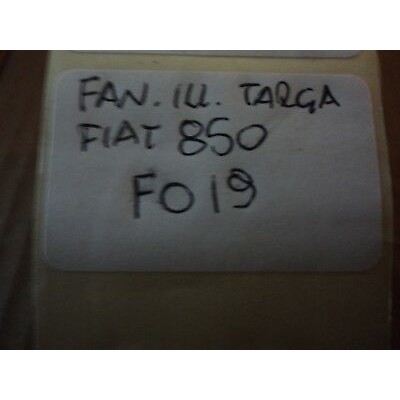 FAN. ILL. TARGA
FIAT 850
F019